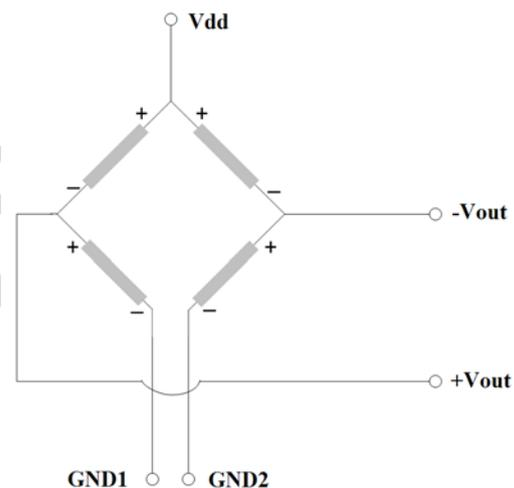 Vdd
+ +
− −
-Vout
+ +
− −
+Vout
GND1 GND2